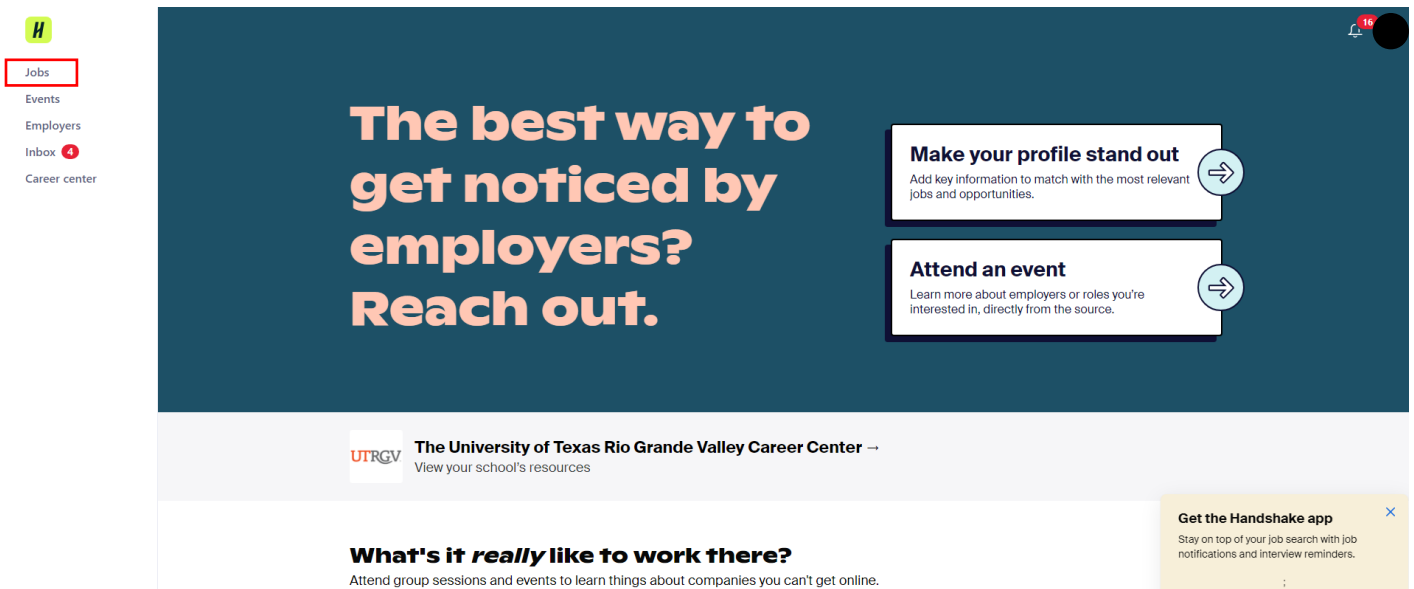 H
Jobs
Events
Employers
Inbox 4
Career center
16
The best way to
get noticed by
employers?
Reach out.
Make your profile stand out
Add key information to match with the most relevant
jobs and opportunities.
Attend an event
Learn more about employers or roles you're
interested in, directly from the source.
UTRGV
The University of Texas Rio Grande Valley Career Center →
View your school's resources
What's it really like to work there?
Attend group sessions and events to learn things about companies you can't get online.
Get the Handshake app
Stay on top of your job search with job
notifications and interview reminders.